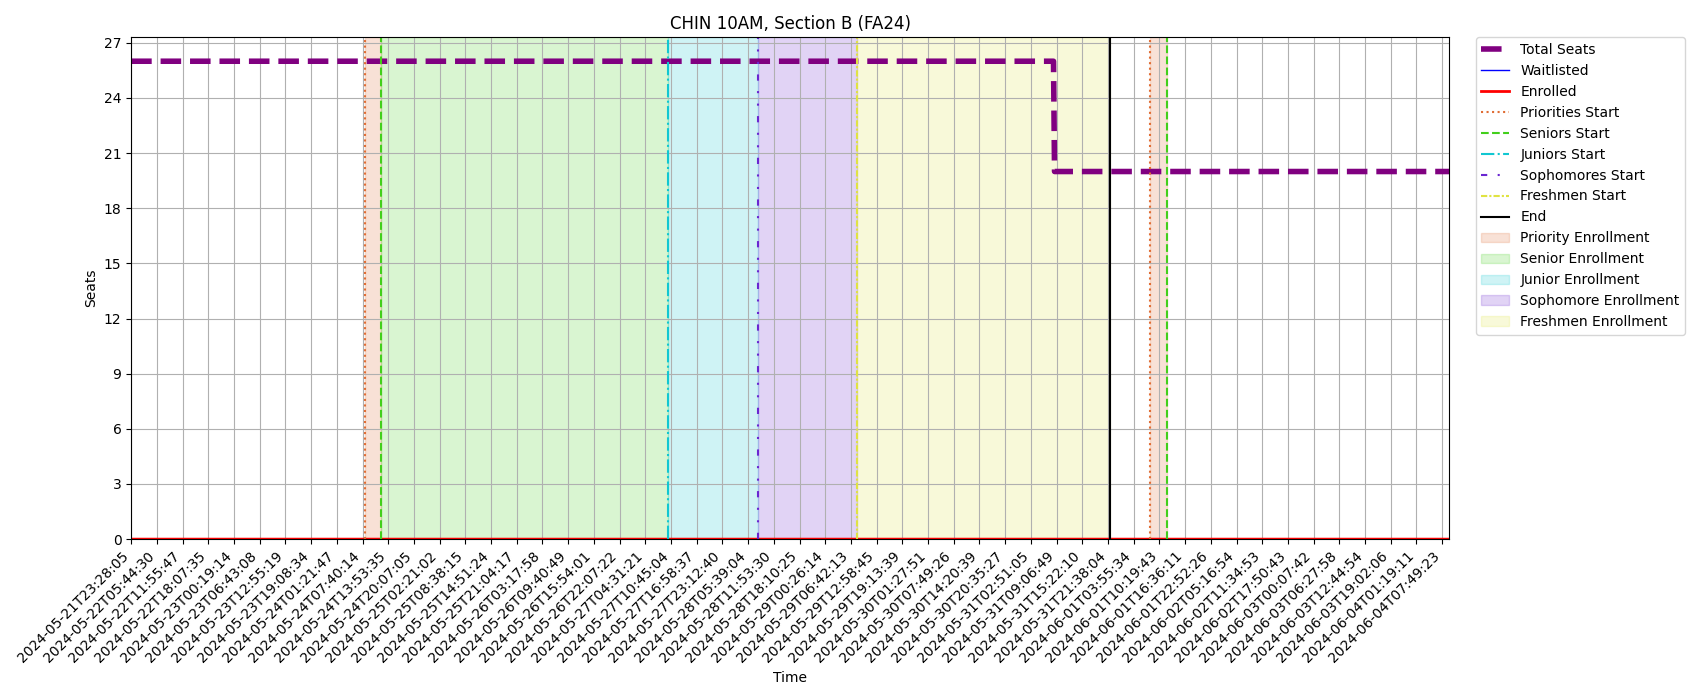 CHIN 10AM, Section B (FA24)
Seats
27
24
21
18
15
12
9
6
3
0
2024-05-21T23:28:05
2024-05-22T05:44:30
2024-05-22T11:55:47
2024-05-22T18:07:35
2024-05-23T00:19:14
2024-05-23T06:43:08
2024-05-23T12:55:19
2024-05-23T19:08:34
2024-05-24T01:21:47
2024-05-24T07:40:14
2024-05-24T13:53:35
2024-05-24T20:07:05
2024-05-25T02:21:02
2024-05-25T08:38:15
2024-05-25T14:51:24
2024-05-25T21:04:17
2024-05-26T03:17:58
2024-05-26T09:40:49
2024-05-26T15:54:01
2024-05-26T22:07:22
2024-05-27T04:31:21
2024-05-27T10:45:04
2024-05-27T16:58:37
2024-05-27T23:12:40
2024-05-28T05:39:04
2024-05-28T11:53:30
2024-05-28T18:10:25
2024-05-29T00:26:14
2024-05-29T06:42:13
2024-05-29T12:58:45
2024-05-29T19:13:39
2024-05-30T01:27:51
2024-05-30T07:49:26
2024-05-30T14:20:39
2024-05-30T20:35:27
2024-05-31T02:51:05
2024-05-31T09:06:49
2024-05-31T15:22:10
2024-05-31T21:38:04
2024-06-01T03:55:34
2024-06-01T10:19:43
2024-06-01T16:36:11
2024-06-01T22:52:26
2024-06-02T05:16:54
2024-06-02T11:34:53
2024-06-02T17:50:43
2024-06-03T00:07:42
2024-06-03T06:27:58
2024-06-03T12:44:54
2024-06-03T19:02:06
2024-06-04T01:19:11
2024-06-04T07:49:23
Time
Total Seats
Waitlisted
Enrolled
Priorities Start
Seniors Start
Juniors Start
Sophomores Start
Freshmen Start
End
Priority Enrollment
Senior Enrollment
Junior Enrollment
Sophomore Enrollment
Freshmen Enrollment